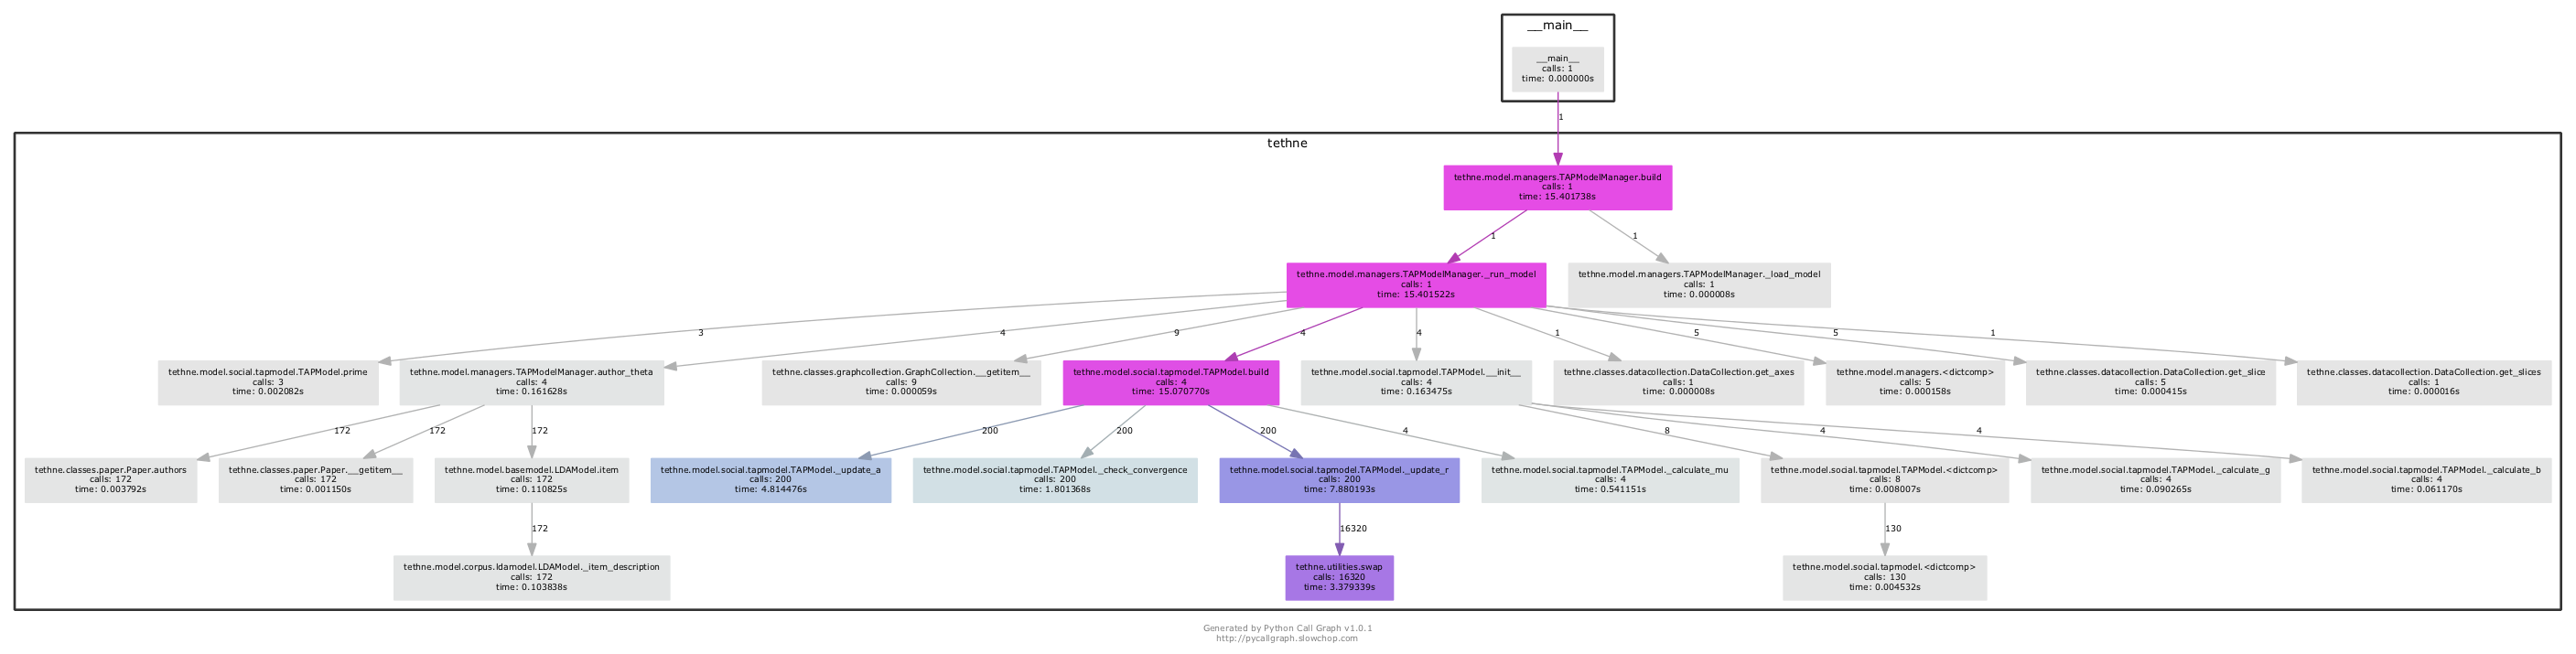 __main__
__main__
calls: 1
time: 0.000000s
1
tethne
tethne.model.managers.TAPModelManager.build
calls: 1
time: 15.401738s
1
1
tethne.model.managers.TAPModelManager._run_model
calls: 1
time: 15.401522s
tethne.model.managers.TAPModelManager._load_model
calls: 1
time: 0.000008s
3
4
9
4
4
1
5
5
1
tethne.model.social.tapmodel.TAPModel.prime
calls: 3
time: 0.002082s
tethne.model.managers.TAPModelManager.author_theta
calls: 4
time: 0.161628s
tethne.classes.graphcollection.GraphCollection.__getitem__
calls: 9
time: 0.000059s
tethne.model.social.tapmodel.TAPModel.build
calls: 4
time: 15.070770s
tethne.model.social.tapmodel.TAPModel.__init__
calls: 4
time: 0.163475s
tethne.classes.datacollection.DataCollection.get_axes
calls: 1
time: 0.000008s
tethne.model.managers.<dictcomp>
calls: 5
time: 0.000158s
tethne.classes.datacollection.DataCollection.get_slice
calls: 5
time: 0.000415s
tethne.classes.datacollection.DataCollection.get_slices
calls: 1
time: 0.000016s
172
172
172
200
200
200
4
8
4
4
tethne.classes.paper.Paper.authors
calls: 172
time: 0.003792s
tethne.classes.paper.Paper.__getitem__
calls: 172
time: 0.001150s
tethne.model.basemodel.LDAModel.item
calls: 172
time: 0.110825s
tethne.model.social.tapmodel.TAPModel._update_a
calls: 200
time: 4.814476s
tethne.model.social.tapmodel.TAPModel._check_convergence
calls: 200
time: 1.801368s
tethne.model.social.tapmodel.TAPModel._update_r
calls: 200
time: 7.880193s
tethne.model.social.tapmodel.TAPModel._calculate_mu
calls: 4
time: 0.541151s
tethne.model.social.tapmodel.TAPModel.<dictcomp>
calls: 8
time: 0.008007s
tethne.model.social.tapmodel.TAPModel._calculate_g
calls: 4
time: 0.090265s
tethne.model.social.tapmodel.TAPModel._calculate_b
calls: 4
time: 0.061170s
172
16320
130
tethne.model.corpus.ldamodel.LDAModel._item_description
calls: 172
time: 0.103838s
tethne.utilities.swap
calls: 16320
time: 3.379339s
tethne.model.social.tapmodel.<dictcomp>
calls: 130
time: 0.004532s
Generated by Python Call Graph v1.0.1
http://pycallgraph.slowchop.com